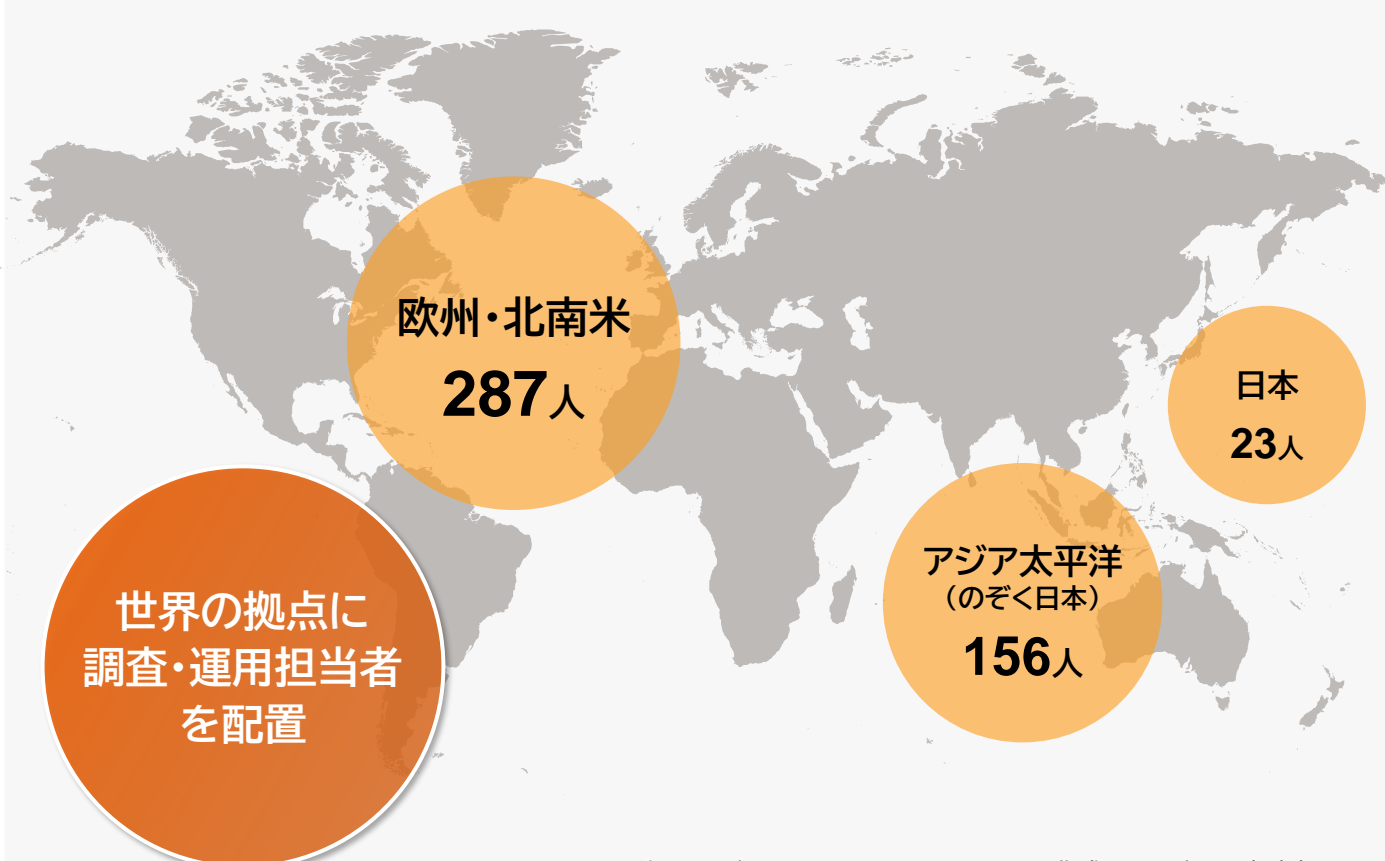 欧州・北南米
287人
日本
23人
アジア太平洋
（のぞく日本）
156人
世界の拠点に
調査・運用担当者
を配置